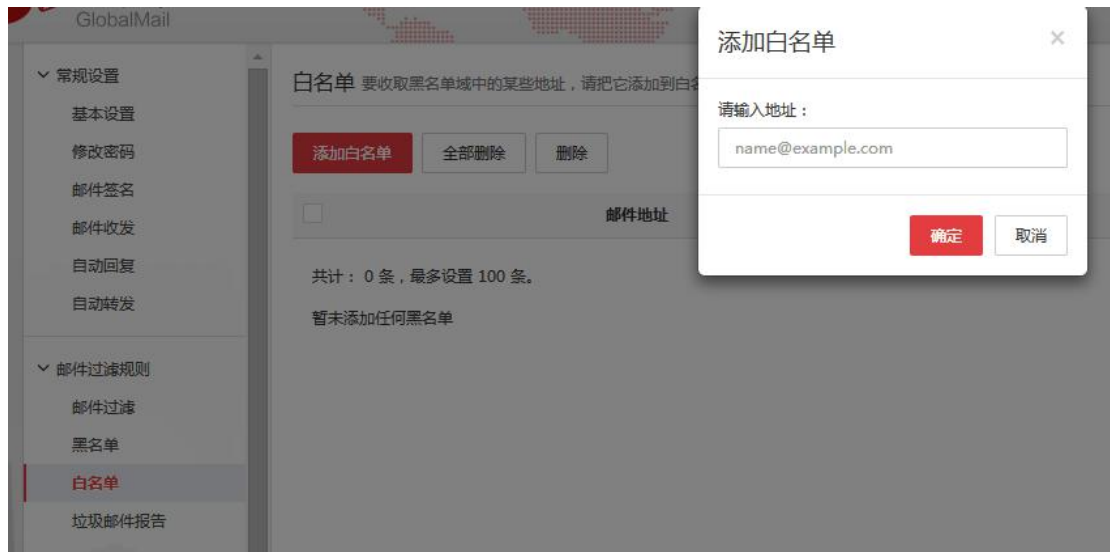 GlobalMail
常规设置
基本设置
修改密码
邮件签名
邮件收发
自动回复
自动转发
邮件过滤规则
邮件过滤
黑名单
白名单
垃圾邮件报告
白名单 要收取黑名单域中的某些地址，请把它添加到白
添加白名单 全部删除 删除
邮件地址
共计： 0 条，最多设置 100 条。
暂未添加任何黑名单
添加白名单 ×
请输入地址：
name@example.com
确定 取消